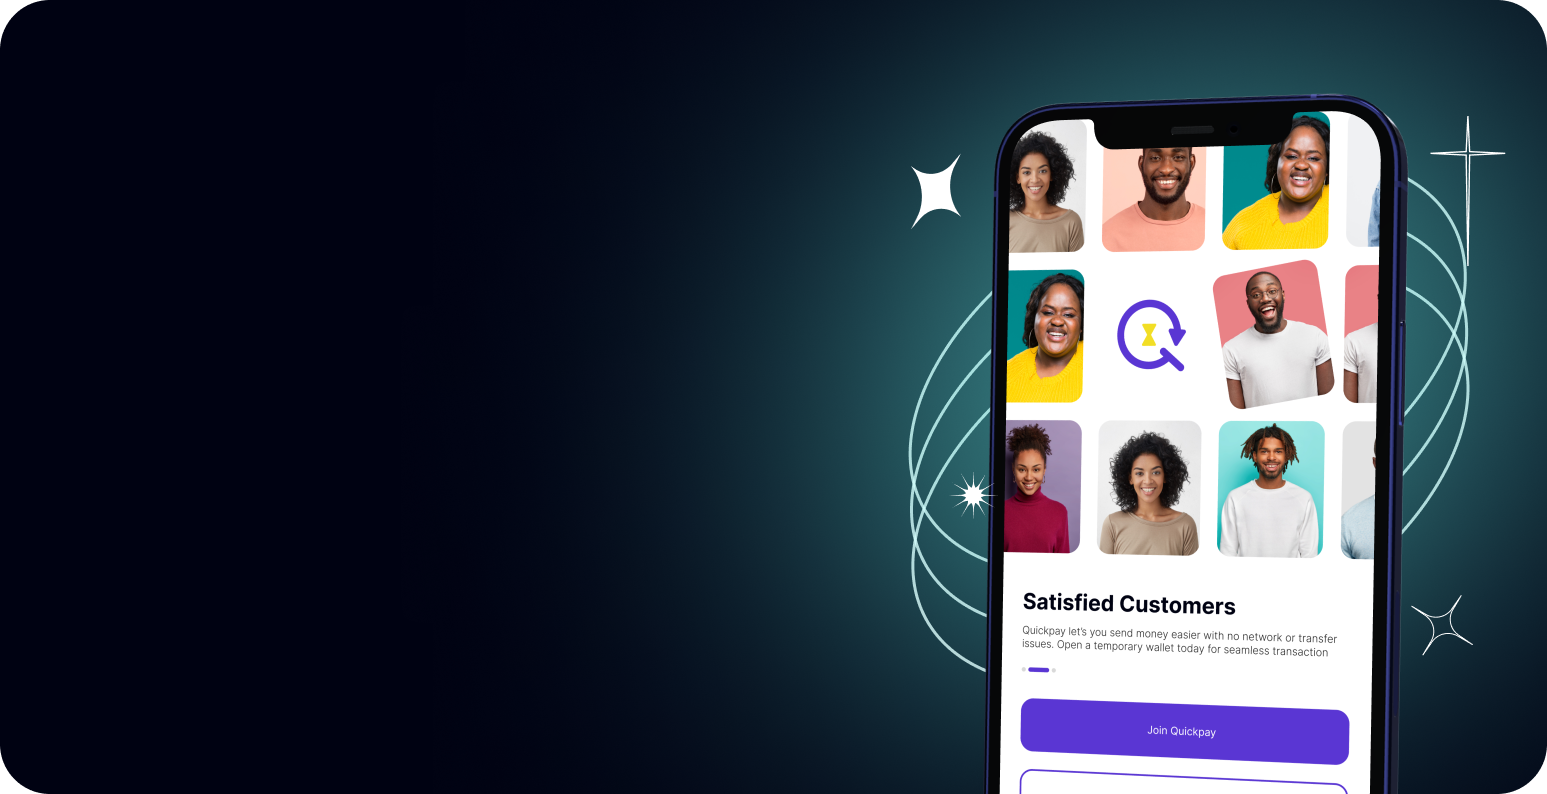 Satisfied Customers
Quickpay let's you send money easier with no network or transfer
issues. Open a temporary wallet today for seamless transaction
Join Quickpay